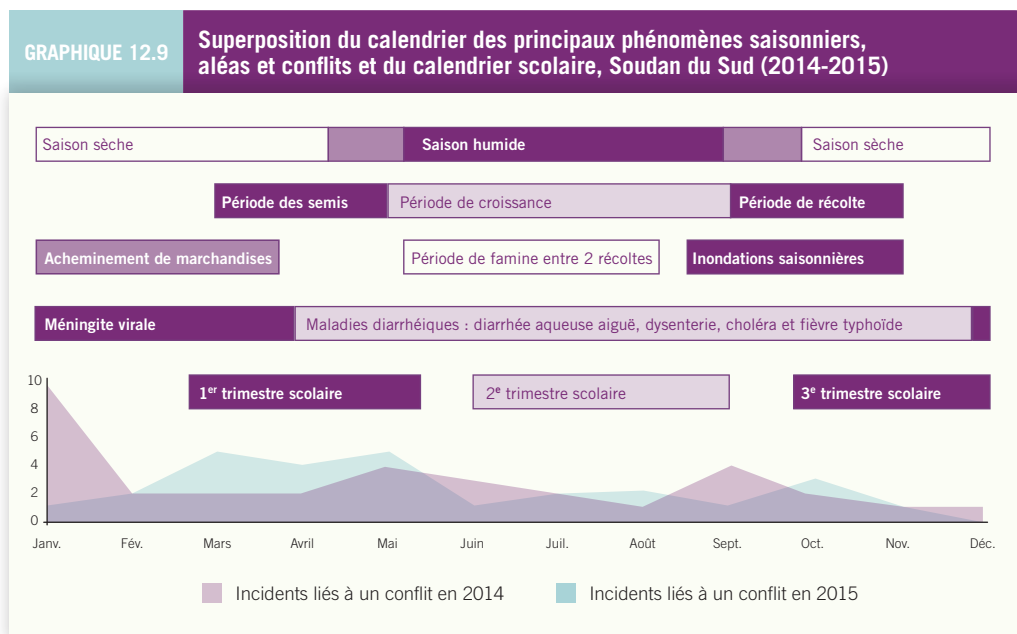 GRAPHIQUE 12.9
Superposition du calendrier des principaux phénomènes saisonniers,
aléas et conflits et du calendrier scolaire, Soudan du Sud (2014-2015)
Saison sèche
Saison humide
Saison sèche
Période des semis
Période de croissance
Période de récolte
Acheminement de marchandises
Période de famine entre 2 récoltes
Inondations saisonnières
Méningite virale
Maladies diarrhéiques : diarrhée aqueuse aiguë, dysenterie, choléra et fièvre typhoïde
1er trimestre scolaire
2e trimestre scolaire
3e trimestre scolaire
10
8
6
4
2
0
Janv.
Fév.
Mars
Avril
Mai
Juin
Juil.
Août
Sept.
Oct.
Nov.
Déc.
Incidents liés à un conflit en 2014
Incidents liés à un conflit en 2015